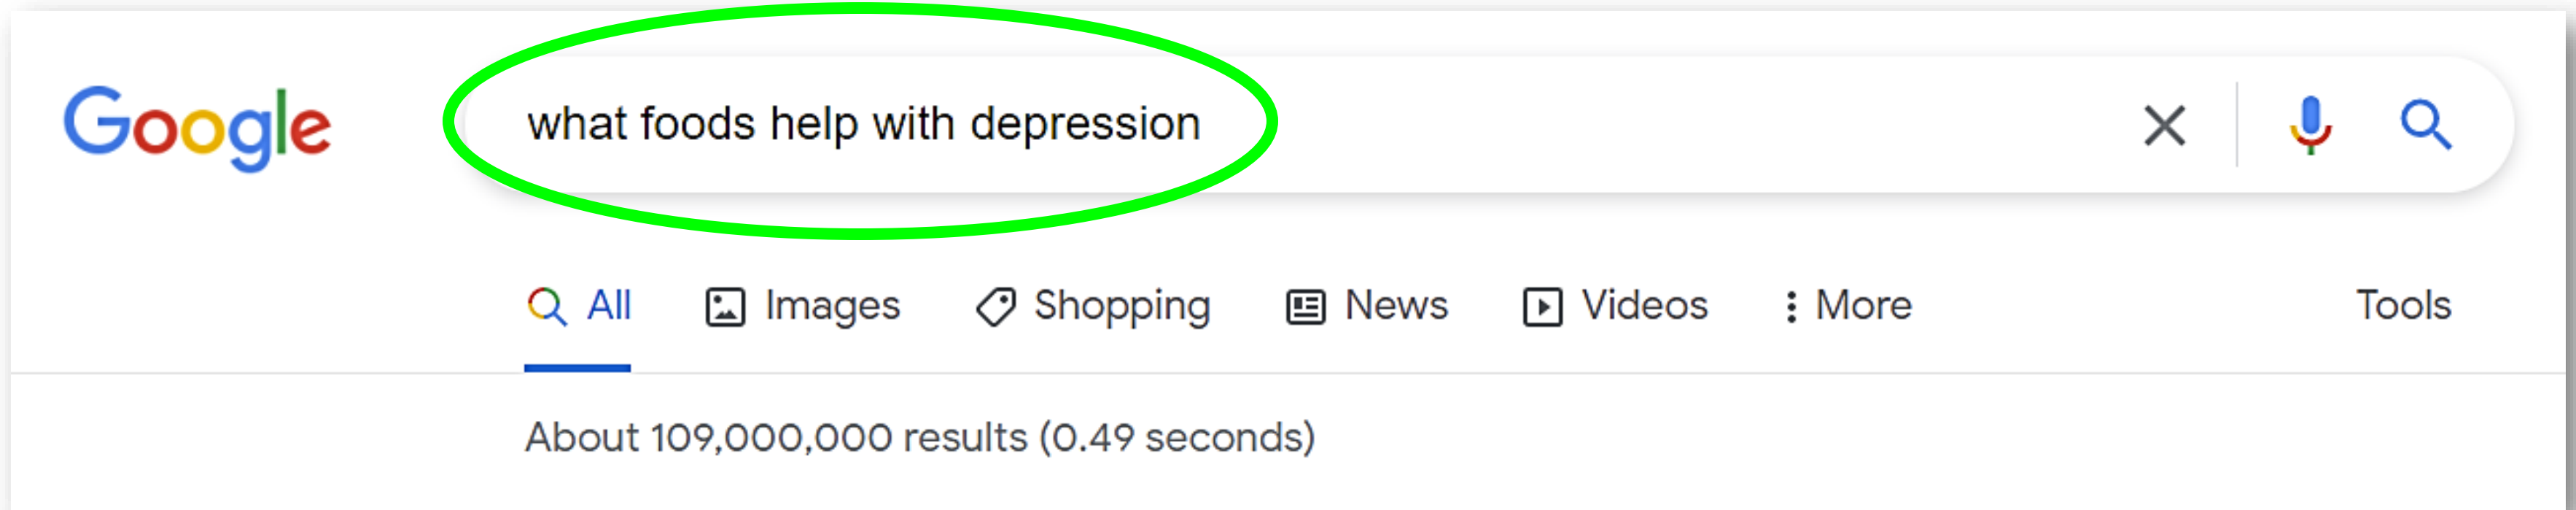 Google what foods help with depression
All Images Shopping News Videos More Tools
About 109,000,000 results (0.49 seconds)